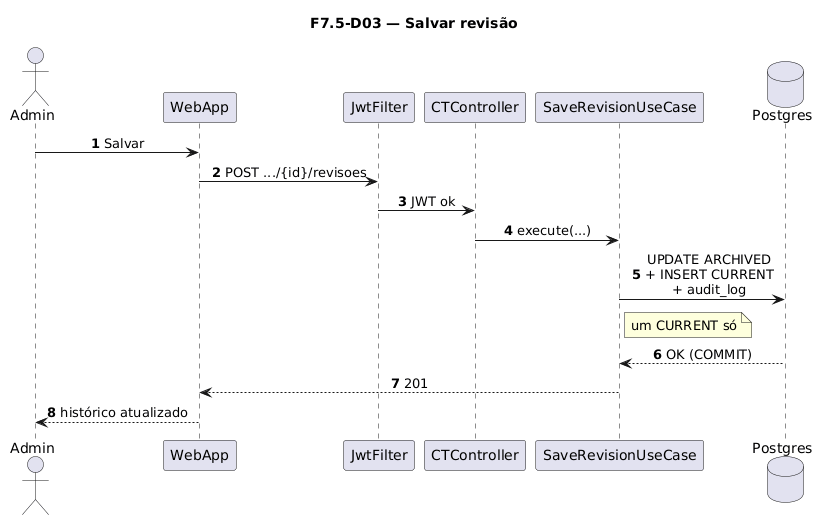 F7.5-D03 — Salvar revisão
Admin
WebApp
JwtFilter
CTController
SaveRevisionUseCase
Postgres
1 Salvar
2 POST .../{id}/revisoes
3 JWT ok
4 execute(...)
UPDATE ARCHIVED
5 + INSERT CURRENT
+ audit_log
um CURRENT só
6 OK (COMMIT)
7 201
8 histórico atualizado
Admin
WebApp
JwtFilter
CTController
SaveRevisionUseCase
Postgres